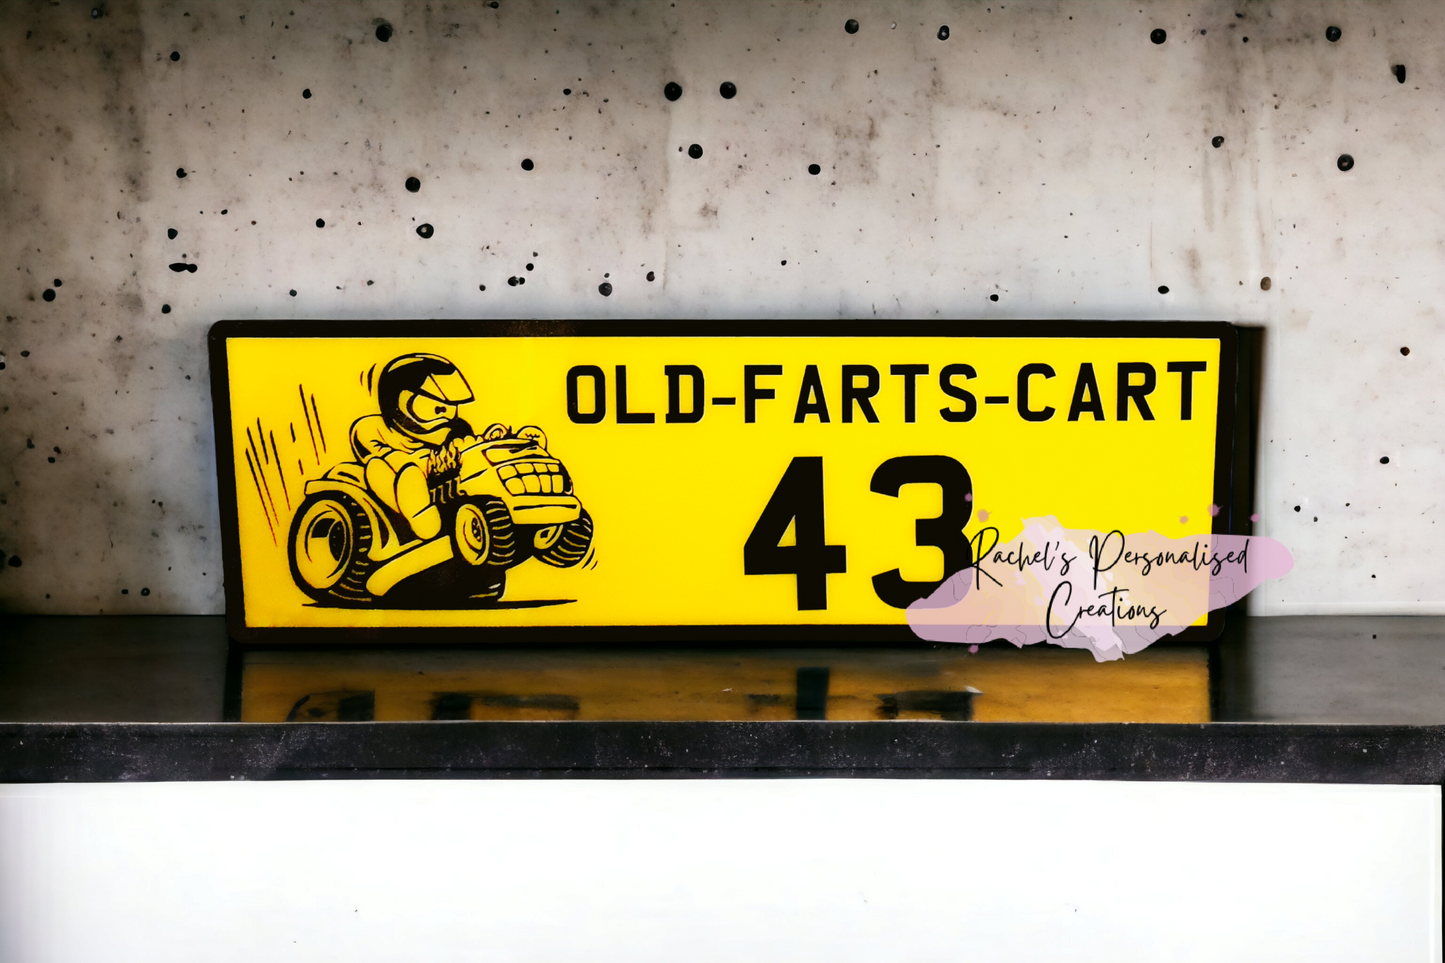 OLD-FARTS-CART
43
Rachel's Personalised
Creations